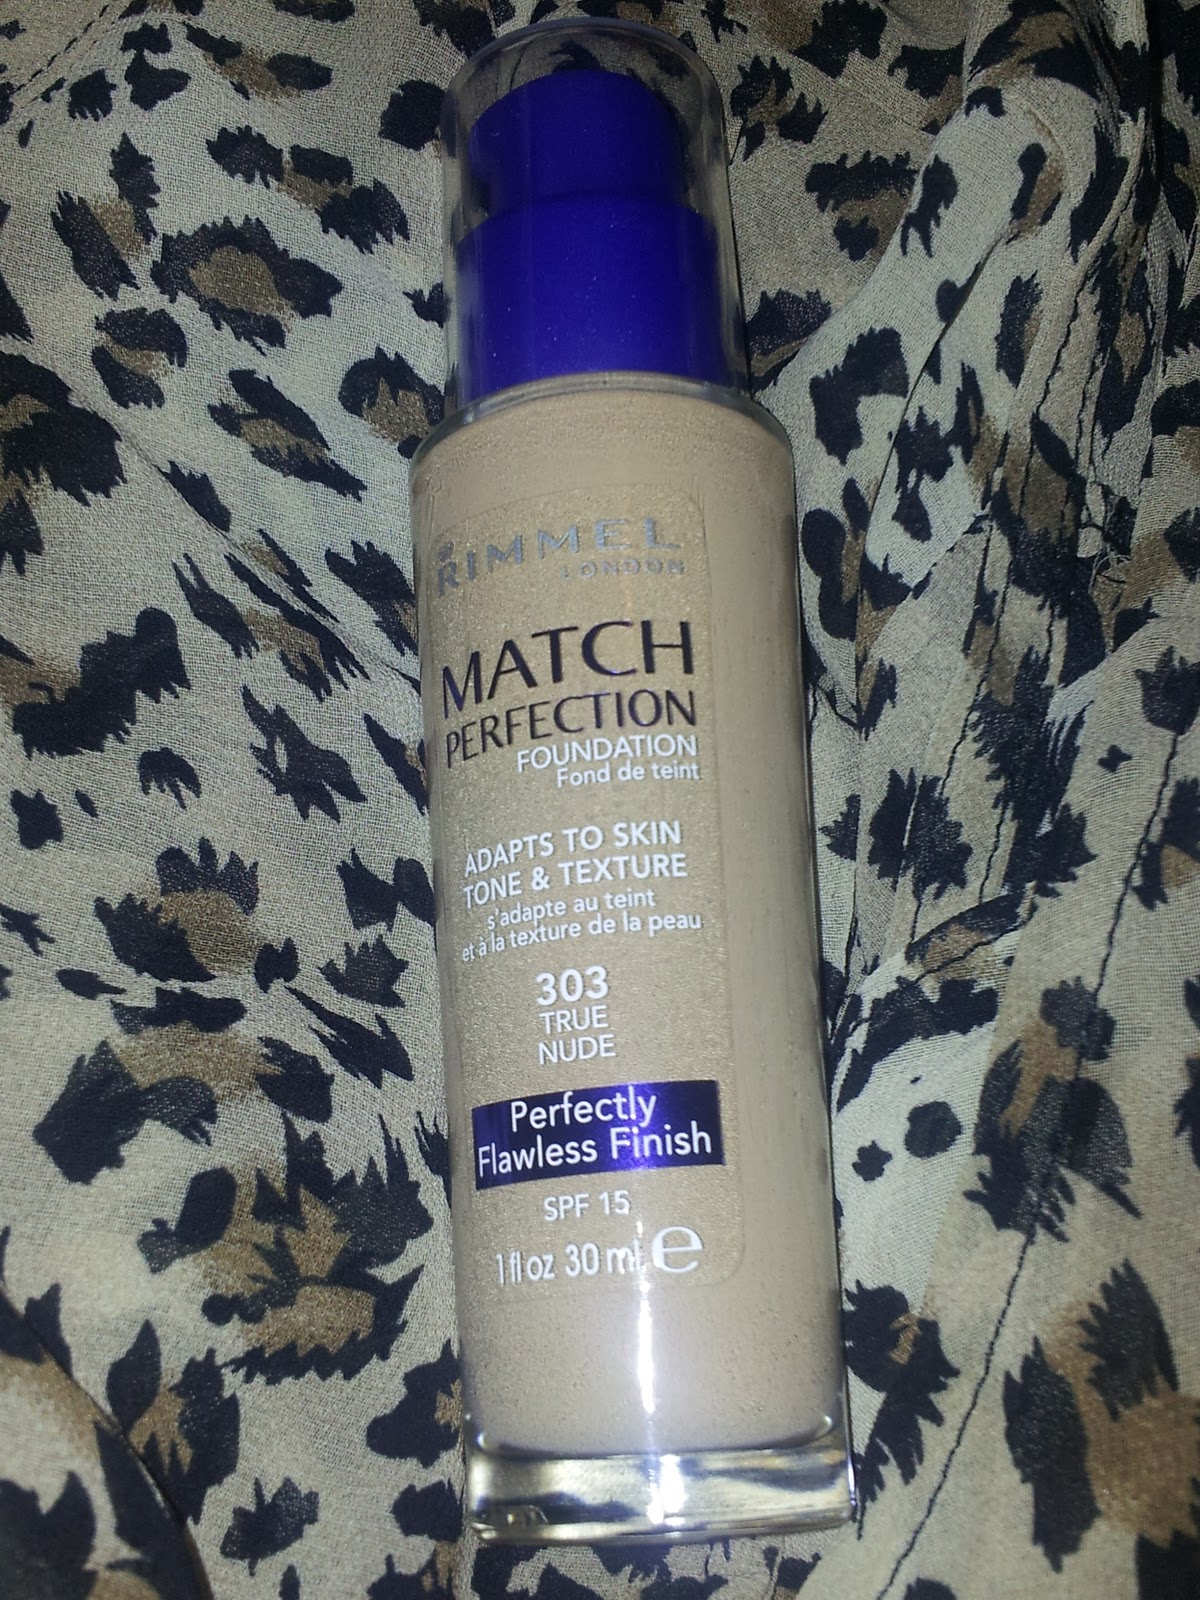 RIMMEL
LONDON
MATCH
PERFECTION
FOUNDATION
Fond de teint
ADAPTS TO SKIN
TONE & TEXTURE
s'adapte au teint
et à la texture de la peau
303
TRUE
NUDE
Perfectly
Flawless Finish
SPF 15
1 fl oz 30 ml e